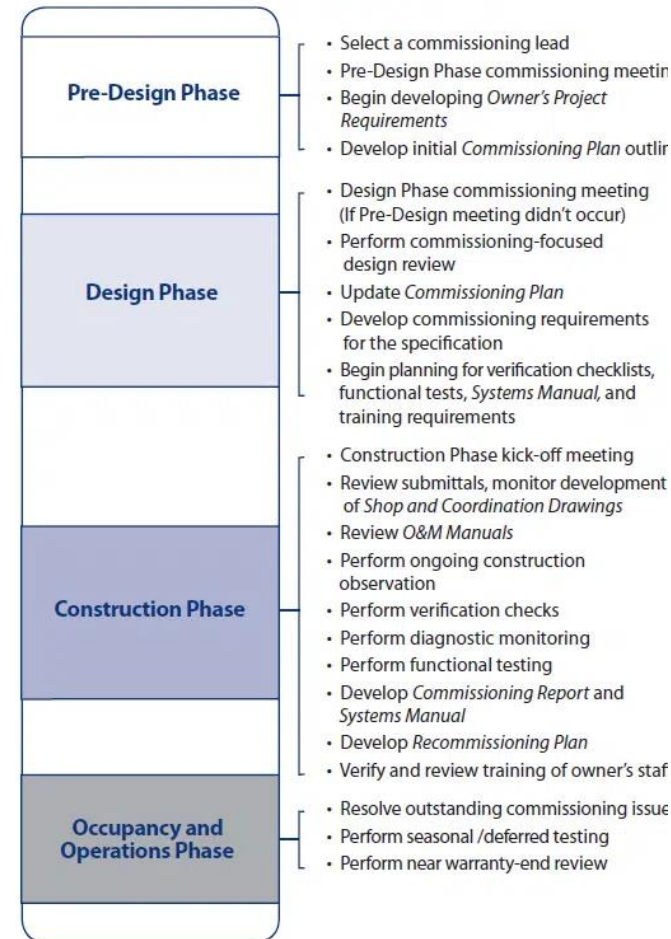 Pre-Design Phase
• Select a commissioning lead
• Pre-Design Phase commissioning meetin
• Begin developing Owner's Project
Requirements
• Develop initial Commissioning Plan outlin
Design Phase
• Design Phase commissioning meeting
(If Pre-Design meeting didn't occur)
• Perform commissioning-focused
design review
• Update Commissioning Plan
• Develop commissioning requirements
for the specification
• Begin planning for verification checklists,
functional tests, Systems Manual, and
training requirements
Construction Phase
• Construction Phase kick-off meeting
• Review submittals, monitor development
of Shop and Coordination Drawings
• Review O&M Manuals
• Perform ongoing construction
observation
• Perform verification checks
• Perform diagnostic monitoring
• Perform functional testing
• Develop Commissioning Report and
Systems Manual
• Develop Recommissioning Plan
• Verify and review training of owner's staf
Occupancy and
Operations Phase
• Resolve outstanding commissioning issue
• Perform seasonal /deferred testing
• Perform near warranty-end review